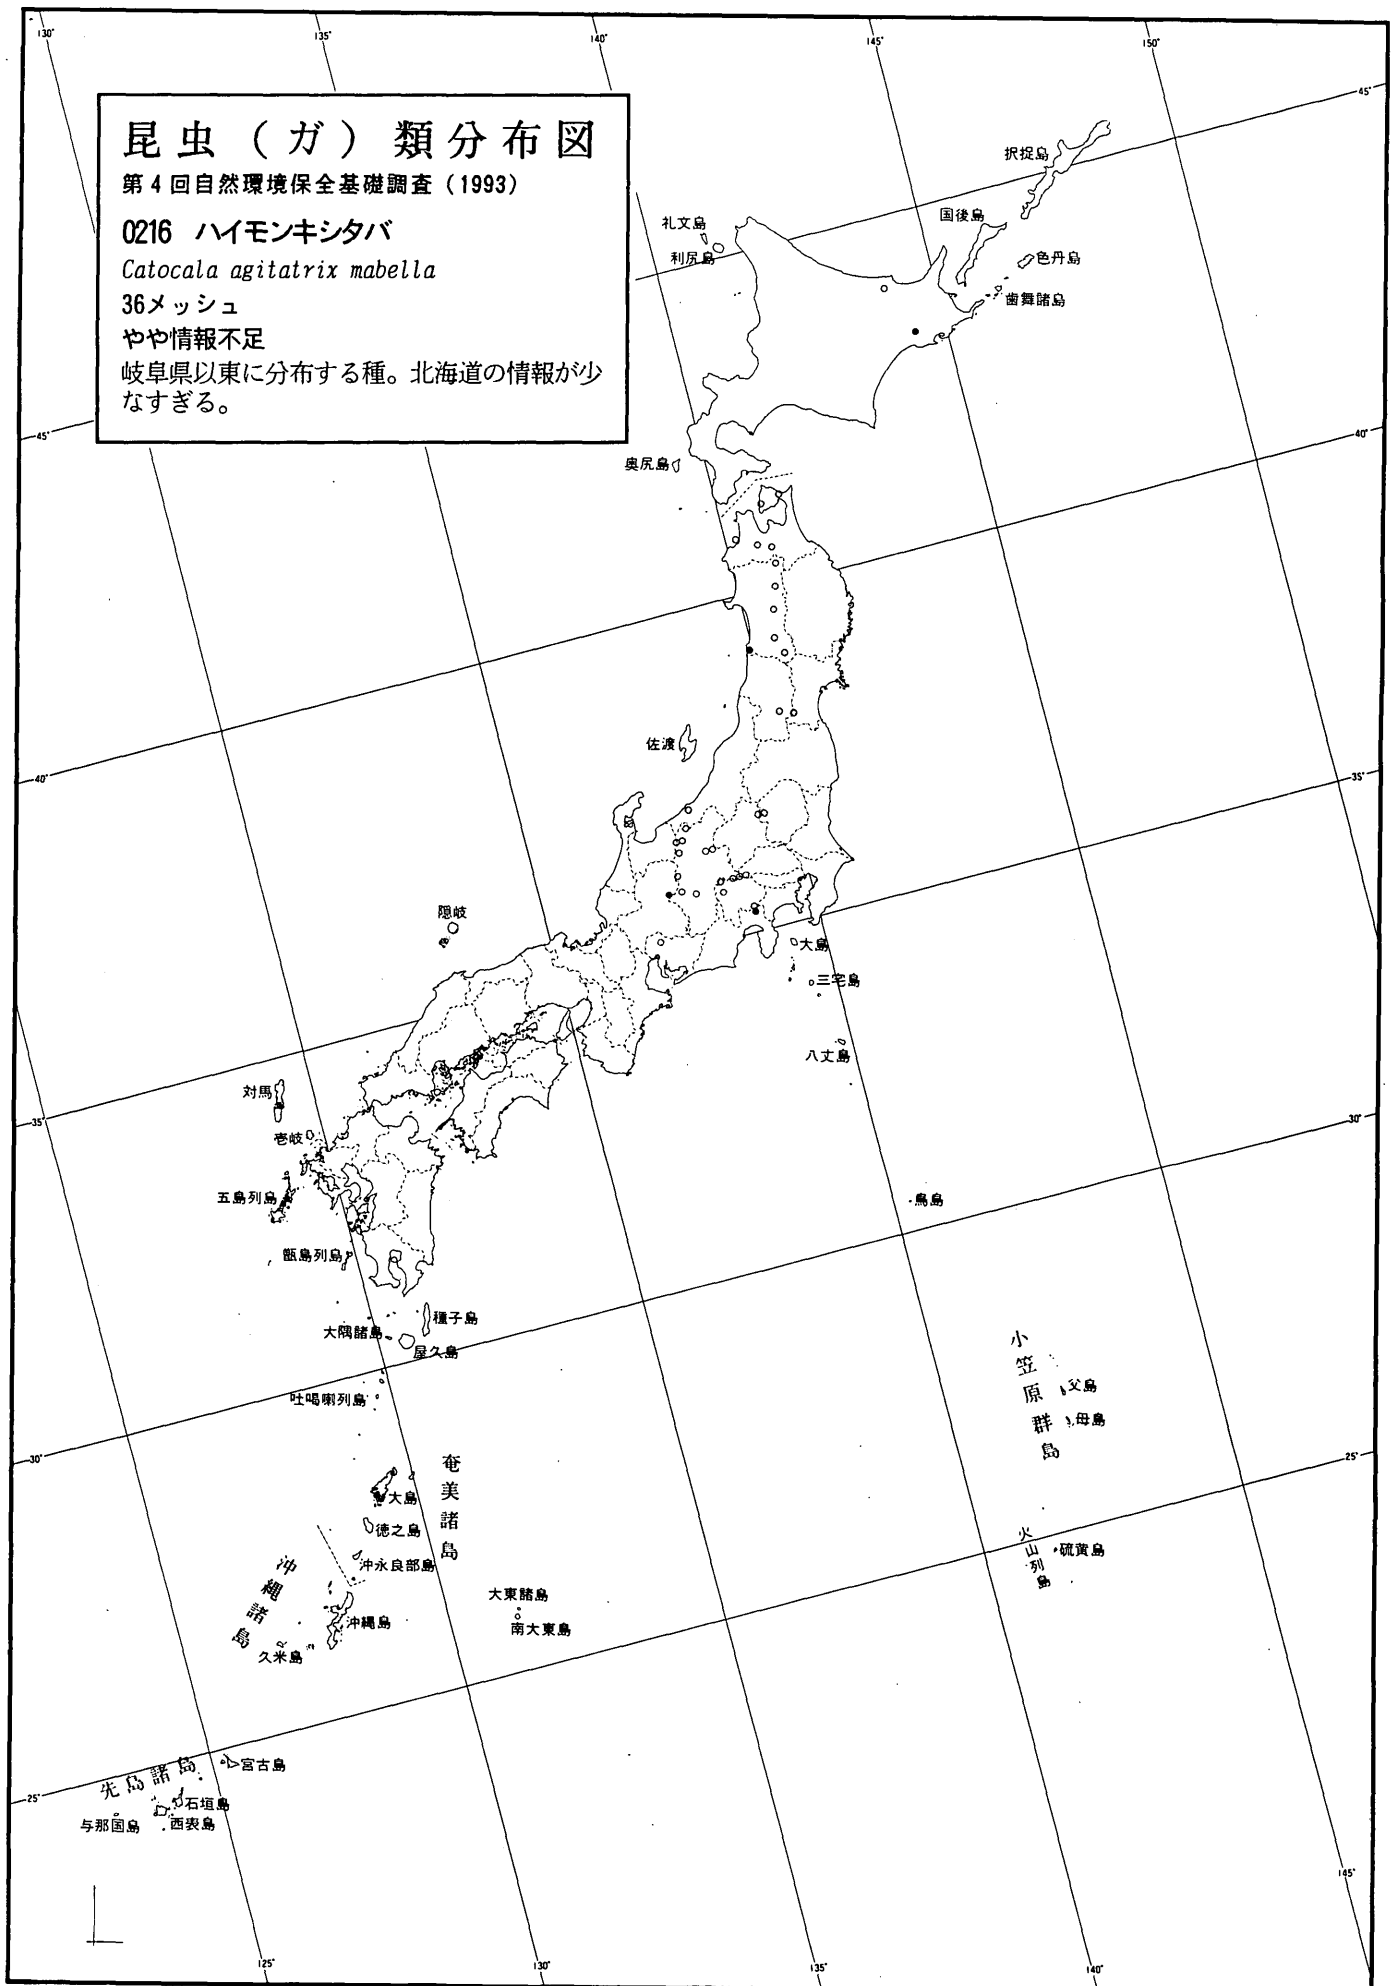 130°
135°
140°
145°
150°
昆虫（ガ）類分布図
第4回自然環境保全基礎調査（1993）
0216 ハイモンキシタバ
Catocala agitatrix mabella
36メッシュ
やや情報不足
岐阜県以東に分布する種。北海道の情報が少
なすぎる。
45°
択捉島
国後島
色丹島
歯舞諸島
礼文島
利尻島
奥尻島
45°
40°
佐渡
40°
35°
隠岐
大島
三宅島
八丈島
対馬
壱岐
35°
30°
五島列島
鳥島
甑島列島
種子島
大隅諸島
屋久島
吐噶喇列島
小笠原群島
父島
母島
30°
25°
奄美諸島
大島
徳之島
沖永良部島
沖縄諸島
沖縄島
久米島
大東諸島
南大東島
火山列島
硫黄島
先島諸島
宮古島
石垣島
西表島
与那国島
25°
145°
125°
130°
135°
140°